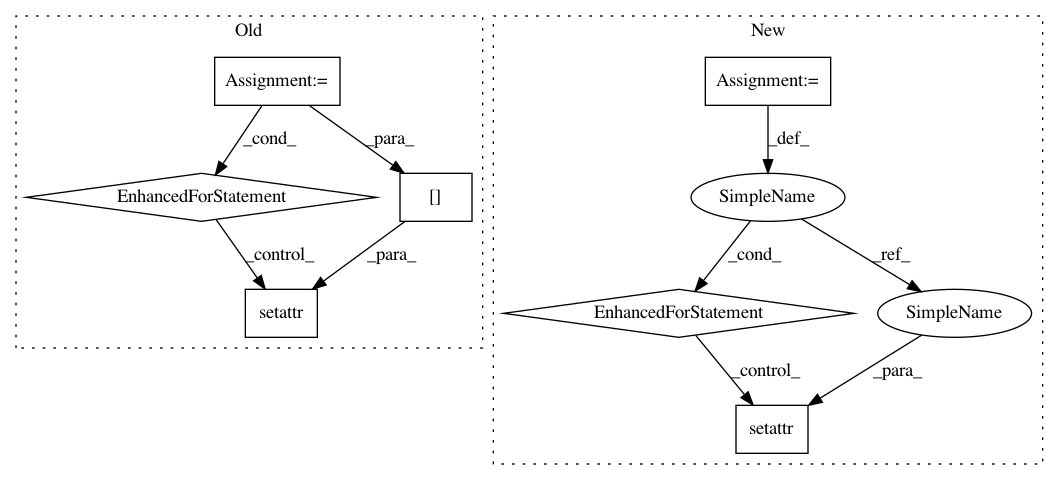 Old
New
Assignment:=
Assignment:=
_cond_
_para_
_def_
EnhancedForStatement
[]
SimpleName
_control_
_para_
_cond_
_ref_
setattr
EnhancedForStatement
SimpleName
_control_
_para_
setattr